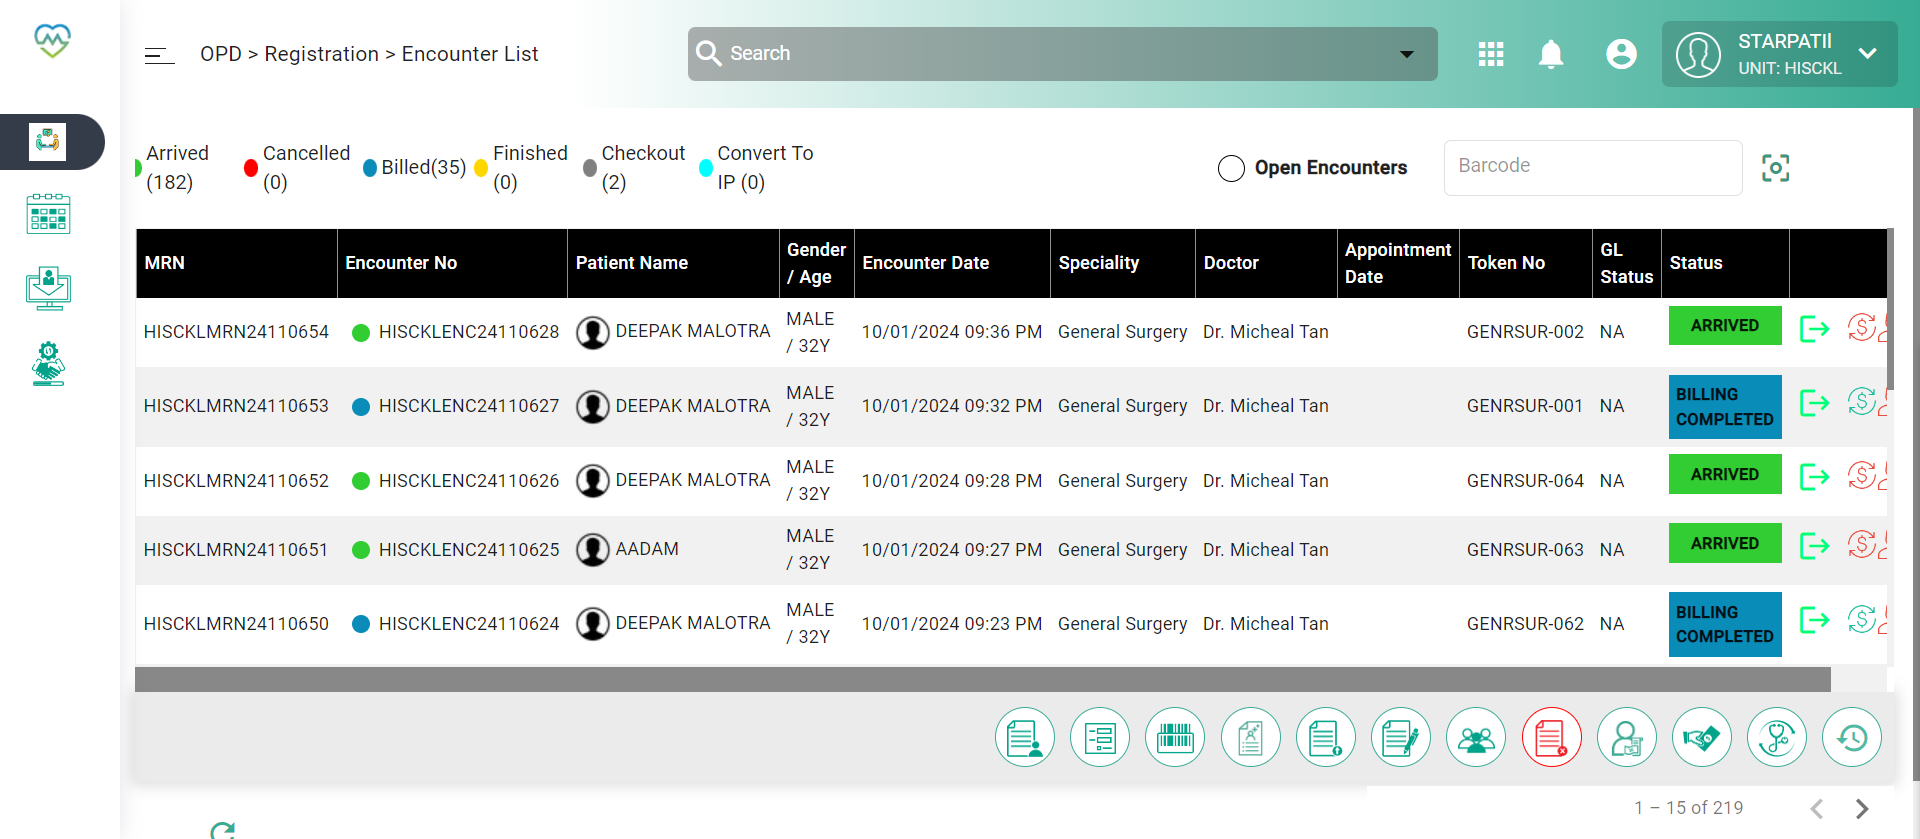 OPD > Registration > Encounter List
Search
STARPATII
UNIT: HISCKL
Arrived
(182)
Cancelled
(0)
Billed(35)
Finished
(0)
Checkout
(2)
Convert To
IP (0)
Open Encounters
Barcode
MRN Encounter No Patient Name Gender / Age Encounter Date Speciality Doctor Appointment Date Token No GL Status Status
HISCKLMRN24110654 HISCKLENC24110628 DEEPAK MALOTRA MALE / 32Y 10/01/2024 09:36 PM General Surgery Dr. Micheal Tan GENRSUR-002 NA ARRIVED
HISCKLMRN24110653 HISCKLENC24110627 DEEPAK MALOTRA MALE / 32Y 10/01/2024 09:32 PM General Surgery Dr. Micheal Tan GENRSUR-001 NA BILLING COMPLETED
HISCKLMRN24110652 HISCKLENC24110626 DEEPAK MALOTRA MALE / 32Y 10/01/2024 09:28 PM General Surgery Dr. Micheal Tan GENRSUR-064 NA ARRIVED
HISCKLMRN24110651 HISCKLENC24110625 AADAM MALE / 32Y 10/01/2024 09:27 PM General Surgery Dr. Micheal Tan GENRSUR-063 NA ARRIVED
HISCKLMRN24110650 HISCKLENC24110624 DEEPAK MALOTRA MALE / 32Y 10/01/2024 09:23 PM General Surgery Dr. Micheal Tan GENRSUR-062 NA BILLING COMPLETED
1 – 15 of 219